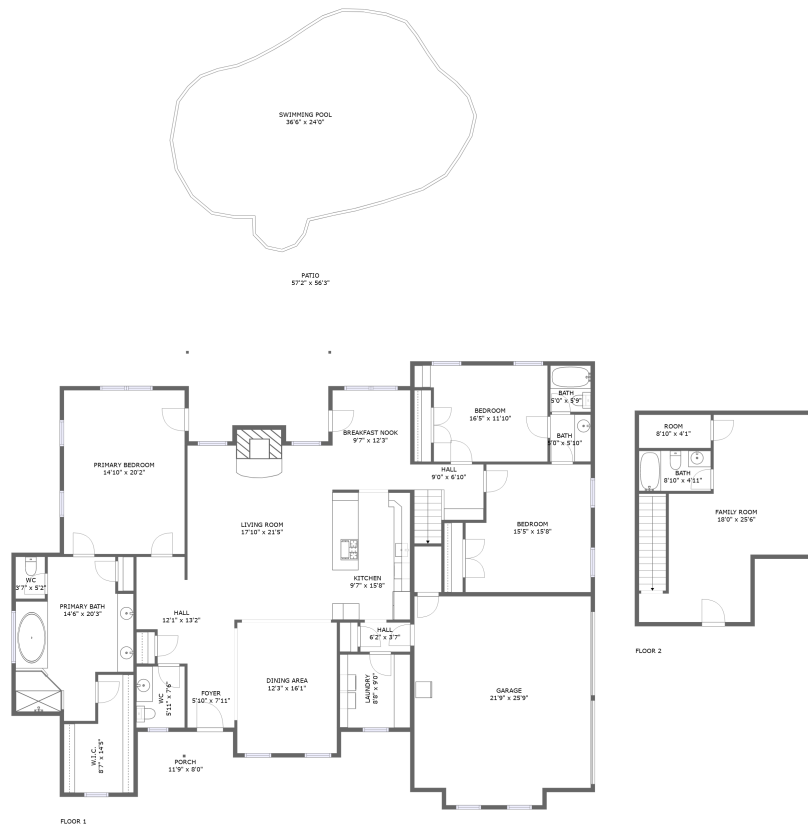 SWIMMING POOL
36'6" x 24'0"
PATIO
57'2" x 56'3"
BATH
5'0" x 5'9"
BEDROOM
16'5" x 11'10"
BREAKFAST NOOK
9'7" x 12'3"
BATH
5'0" x 5'10"
ROOM
8'10" x 4'1"
PRIMARY BEDROOM
14'10" x 20'2"
HALL
9'0" x 6'10"
BATH
8'10" x 4'11"
LIVING ROOM
17'10" x 21'5"
BEDROOM
15'5" x 15'8"
FAMILY ROOM
18'0" x 25'6"
WC
3'7" x 5'2"
KITCHEN
9'7" x 15'8"
PRIMARY BATH
14'6" x 20'3"
HALL
12'1" x 13'2"
HALL
6'2" x 3'7"
FLOOR 2
DINING AREA
12'3" x 16'1"
LAUNDRY
8'8" x 9'0"
GARAGE
21'9" x 25'9"
WC
5'11" x 7'6"
FOYER
5'10" x 7'11"
W.I.C.
8'7" x 14'5"
PORCH
11'9" x 8'0"
FLOOR 1